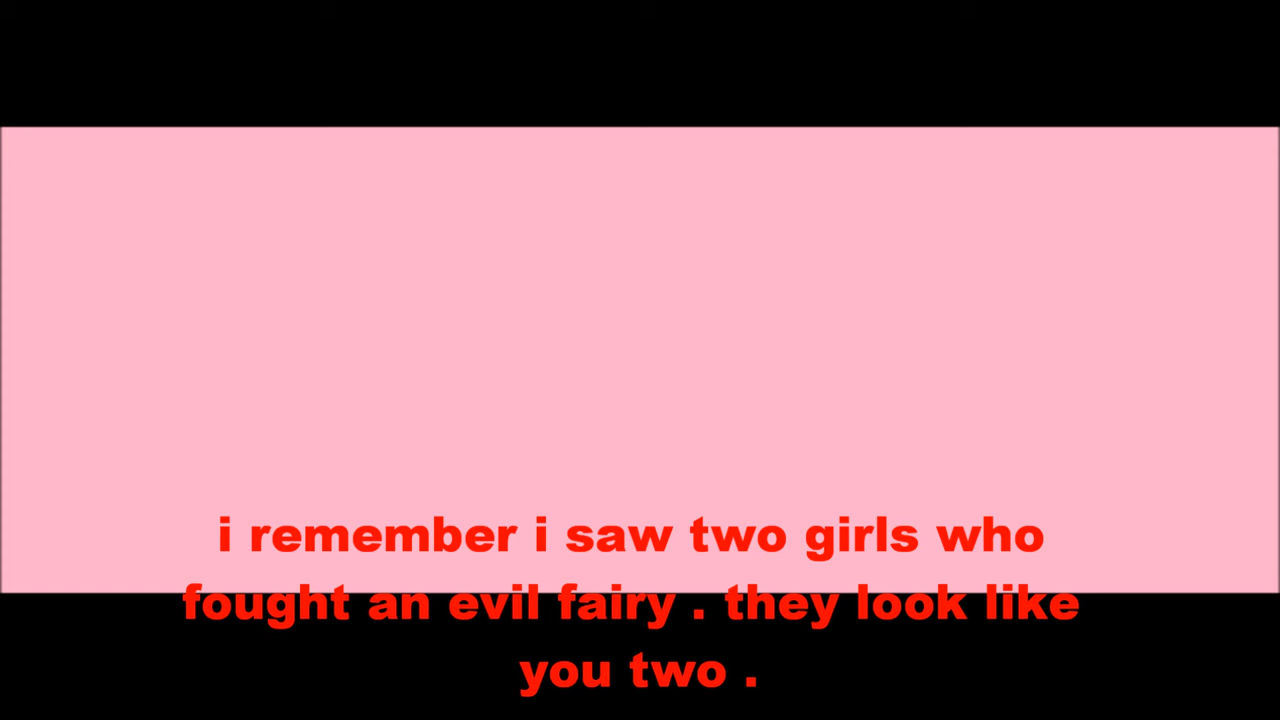 i remember i saw two girls who
fought an evil fairy . they look like
you two .